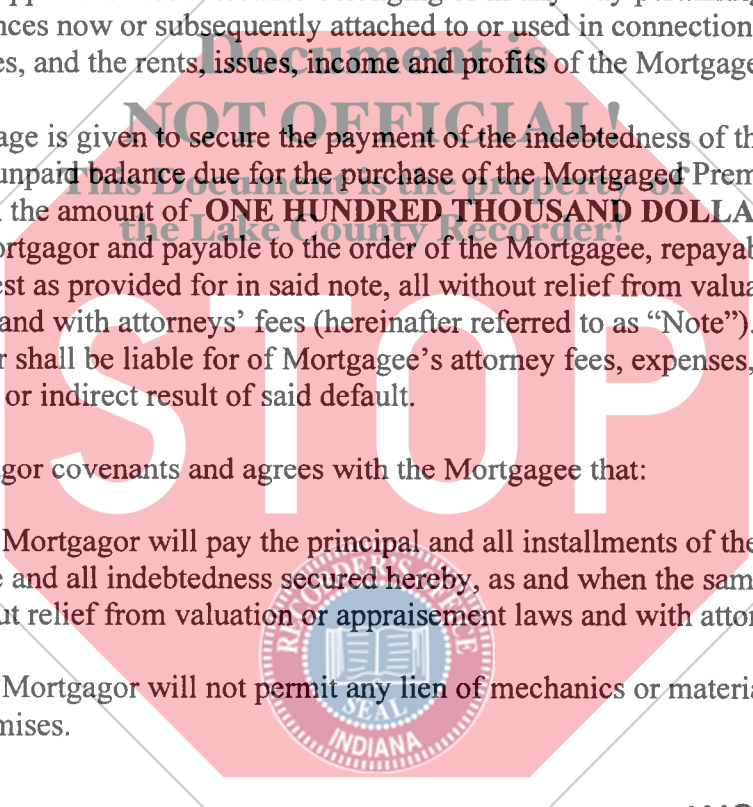 nces now or subsequently attached to or used in connection
es, and the rents, issues, income and profits of the Mortgage
Document is
NOT OFFICIAL!
This Document is the property of
the Lake County Recorder!
age is given to secure the payment of the indebtedness of th
unpaid balance due for the purchase of the Mortgaged Prem
the amount of ONE HUNDRED THOUSAND DOLLA
ortgagor and payable to the order of the Mortgagee, repayab
est as provided for in said note, all without relief from valua
and with attorneys’ fees (hereinafter referred to as “Note”).
r shall be liable for of Mortgagee’s attorney fees, expenses,
or indirect result of said default.
STOP
gor covenants and agrees with the Mortgagee that:
Mortgagor will pay the principal and all installments of the
e and all indebtedness secured hereby, as and when the sam
ut relief from valuation or appraisement laws and with attor
Mortgagor will not permit any lien of mechanics or materia
mises.
RECORDER'S OFFICE
SEAL
INDIANA